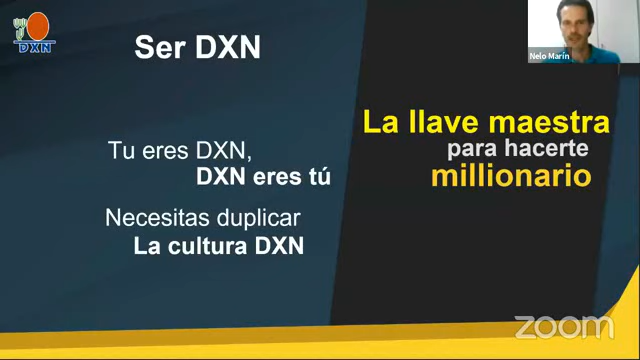 DXN
Ser DXN
Nelo Marín
Tu eres DXN,
DXN eres tú
Necesitas duplicar
La cultura DXN
La llave maestra
para hacerte
millionario
zoom